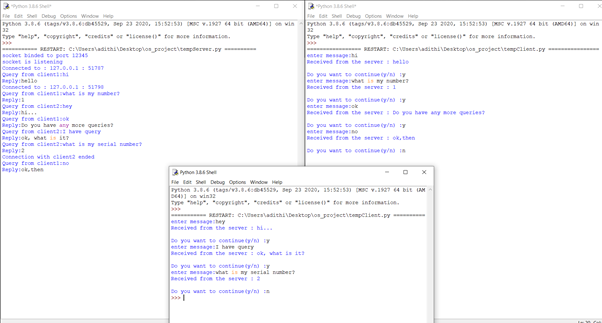 *Python 3.8.6 Shell*
File Edit Shell Debug Options Window Help
Python 3.8.6 (tags/v3.8.6:db45529, Sep 23 2020, 15:52:53) [MSC v.1927 64 bit (AMD64)] on win
32
Type "help", "copyright", "credits" or "license()" for more information.
>>>
=========== RESTART: C:\Users\adithi\Desktop\os_project\tempServer.py ===========
socket binded to port 12345
socket is listening
Connected to : 127.0.0.1 : 51787
Query from client1:hi
Reply:hello
Connected to : 127.0.0.1 : 51798
Query from client1:what is my number?
Reply:1
Query from client2:hey
Reply:hi...
Query from client1:ok
Reply:Do you have any more queries?
Query from client2:I have query
Reply:ok, what is it?
Query from client2:what is my serial number?
Reply:2
Connection with client2 ended
Query from client1:no
Reply:ok,then
*Python 3.8.6 Shell*
File Edit Shell Debug Options Window Help
Python 3.8.6 (tags/v3.8.6:db45529, Sep 23 2020, 15:52:53) [MSC v.1927 64 bit (AMD64)] on win
32
Type "help", "copyright", "credits" or "license()" for more information.
>>>
=========== RESTART: C:\Users\adithi\Desktop\os_project\tempClient.py ===========
enter message:hi
Received from the server : hello
Do you want to continue(y/n) :y
enter message:what is my number?
Received from the server : 1
Do you want to continue(y/n) :y
enter message:ok
Received from the server : Do you have any more queries?
Do you want to continue(y/n) :y
enter message:no
Received from the server : ok,then
Do you want to continue(y/n) :n
Python 3.8.6 Shell
File Edit Shell Debug Options Window Help
Python 3.8.6 (tags/v3.8.6:db45529, Sep 23 2020, 15:52:53) [MSC v.1927 64 bit (AM
D64)] on win32
Type "help", "copyright", "credits" or "license()" for more information.
>>>
=========== RESTART: C:\Users\adithi\Desktop\os_project\tempClient.py ===========
enter message:hey
Received from the server : hi...
Do you want to continue(y/n) :y
enter message:I have query
Received from the server : ok, what is it?
Do you want to continue(y/n) :y
enter message:what is my serial number?
Received from the server : 2
Do you want to continue(y/n) :n
>>>